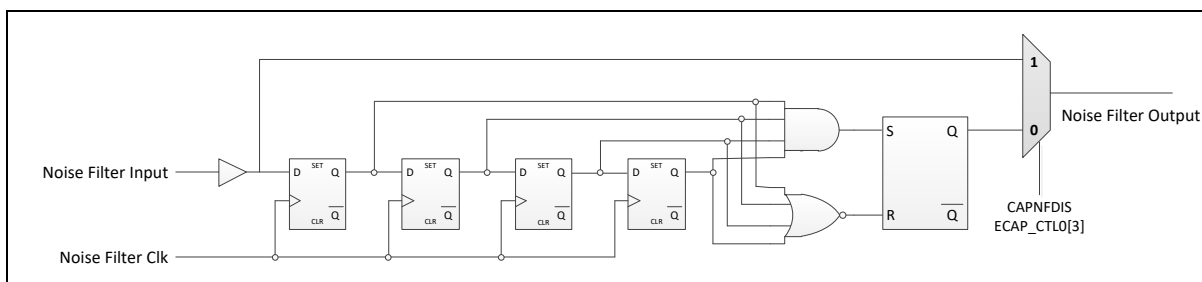 1
Noise Filter Output
0
S Q
Noise Filter Input
SET SET SET SET
D Q D Q D Q D Q
Q Q Q Q
CLR CLR CLR CLR
R Q
CAPNFDIS
ECAP_CTL0[3]
Noise Filter Clk